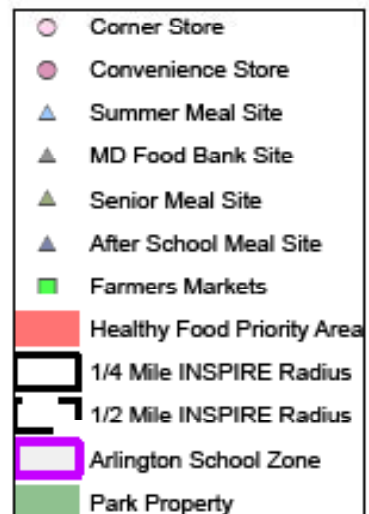 Corner Store
Convenience Store
Summer Meal Site
MD Food Bank Site
Senior Meal Site
After School Meal Site
Farmers Markets
Healthy Food Priority Area
1/4 Mile INSPIRE Radius
1/2 Mile INSPIRE Radius
Arlington School Zone
Park Property